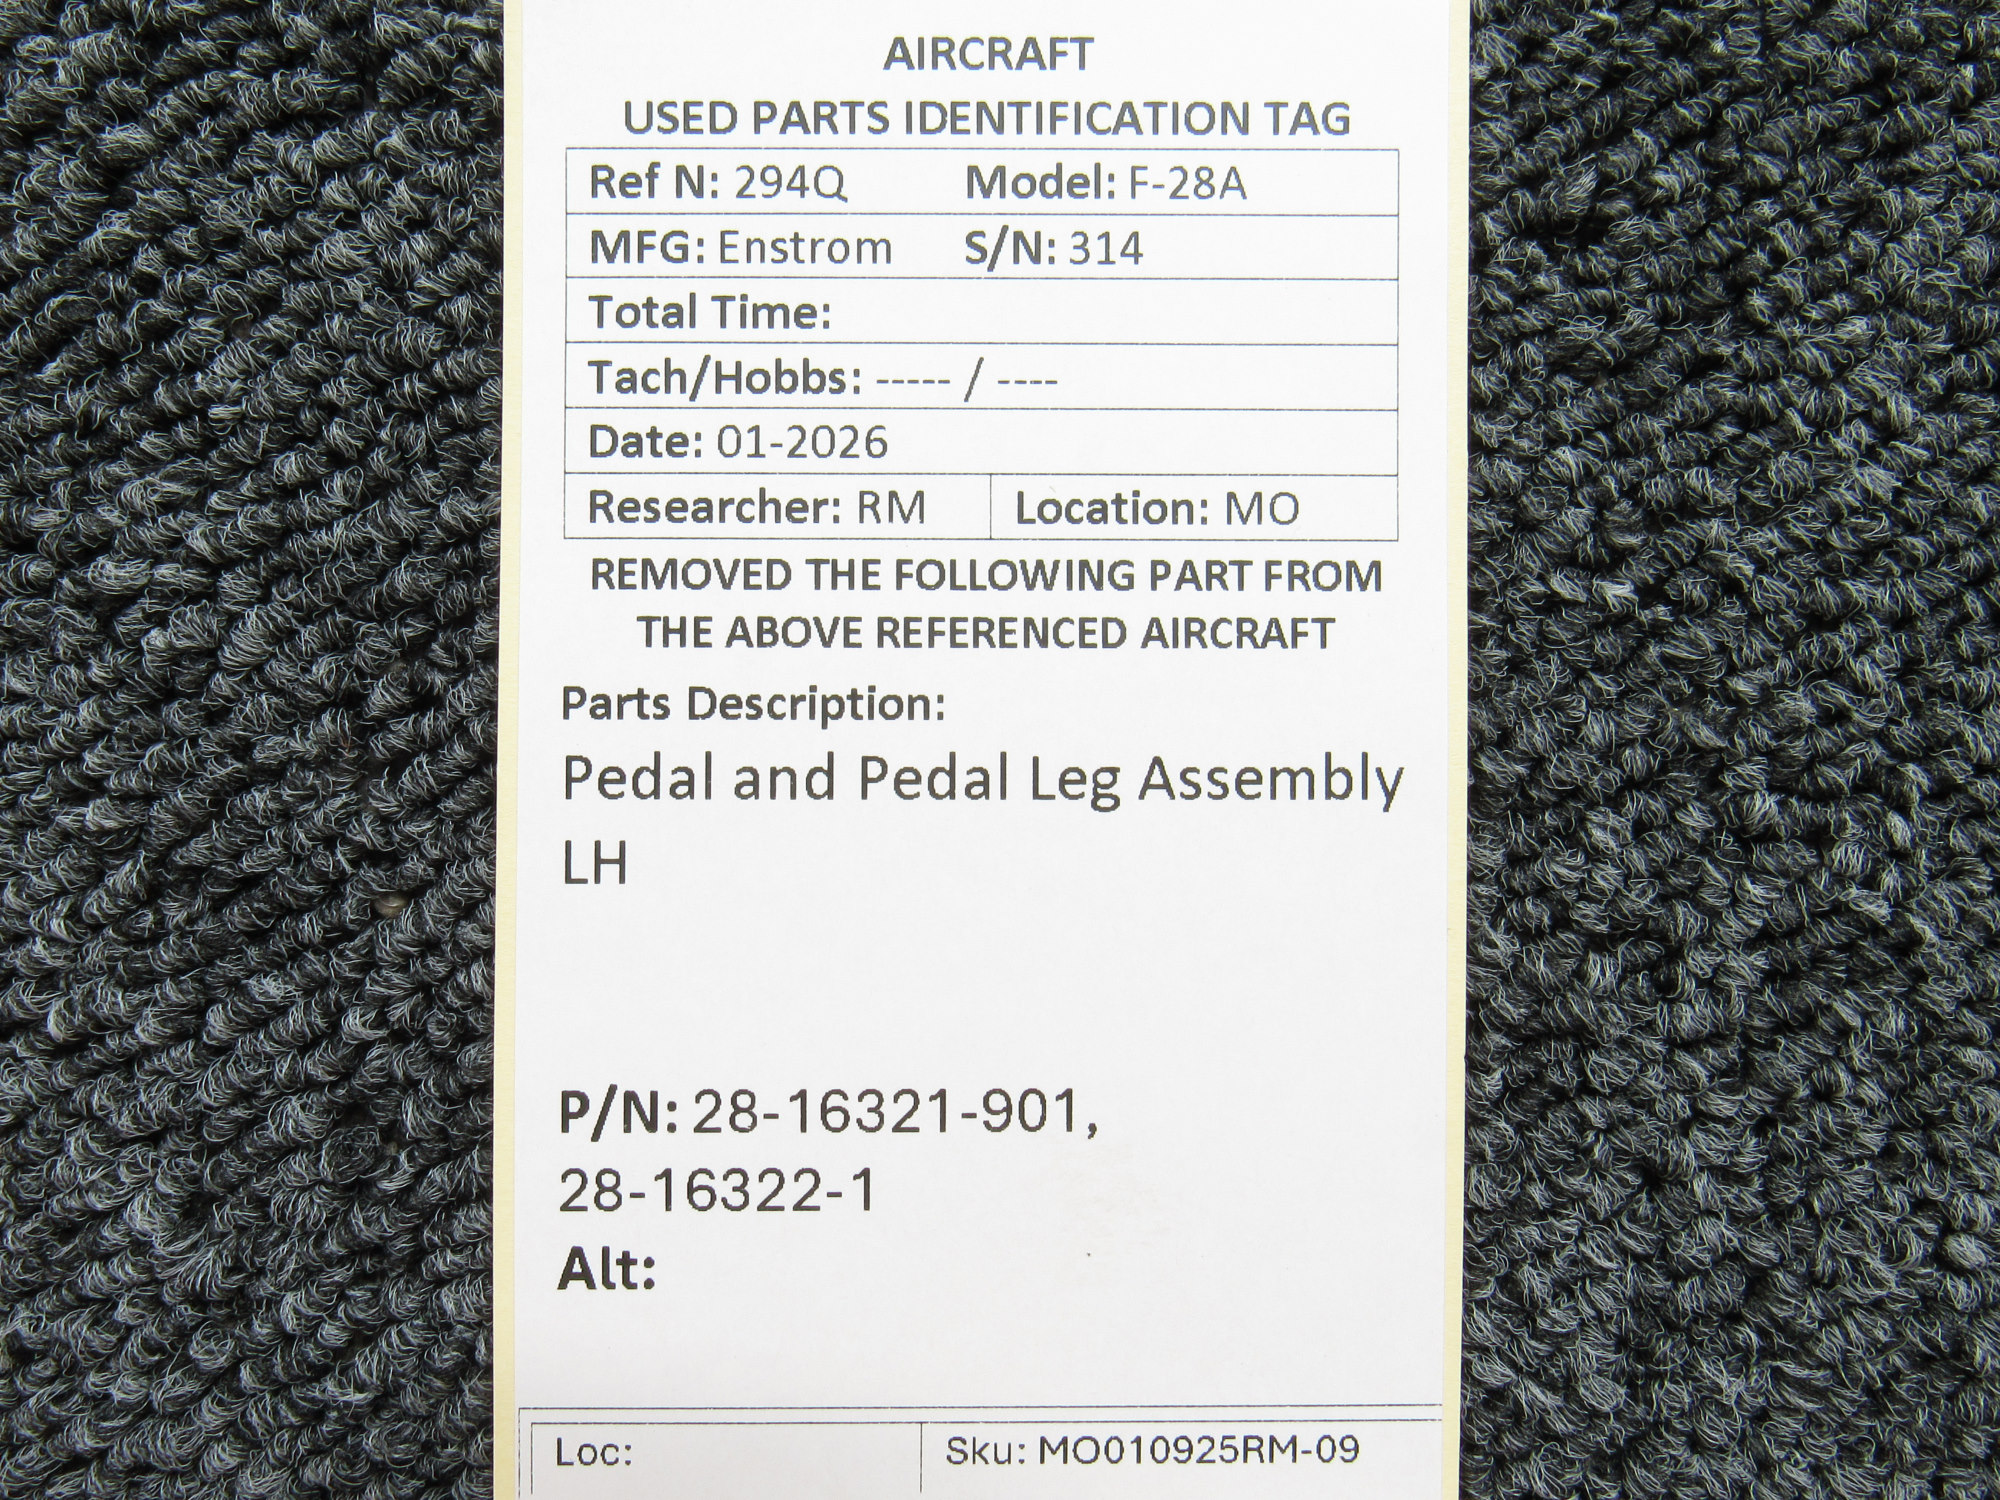 AIRCRAFT
USED PARTS IDENTIFICATION TAG
Ref N: 294Q Model: F-28A
MFG: Enstrom S/N: 314
Total Time:
Tach/Hobbs: ----- / ----
Date: 01-2026
Researcher: RM Location: MO
REMOVED THE FOLLOWING PART FROM
THE ABOVE REFERENCED AIRCRAFT
Parts Description:
Pedal and Pedal Leg Assembly
LH
P/N: 28-16321-901,
28-16322-1
Alt:
Loc: Sku: MO010925RM-09